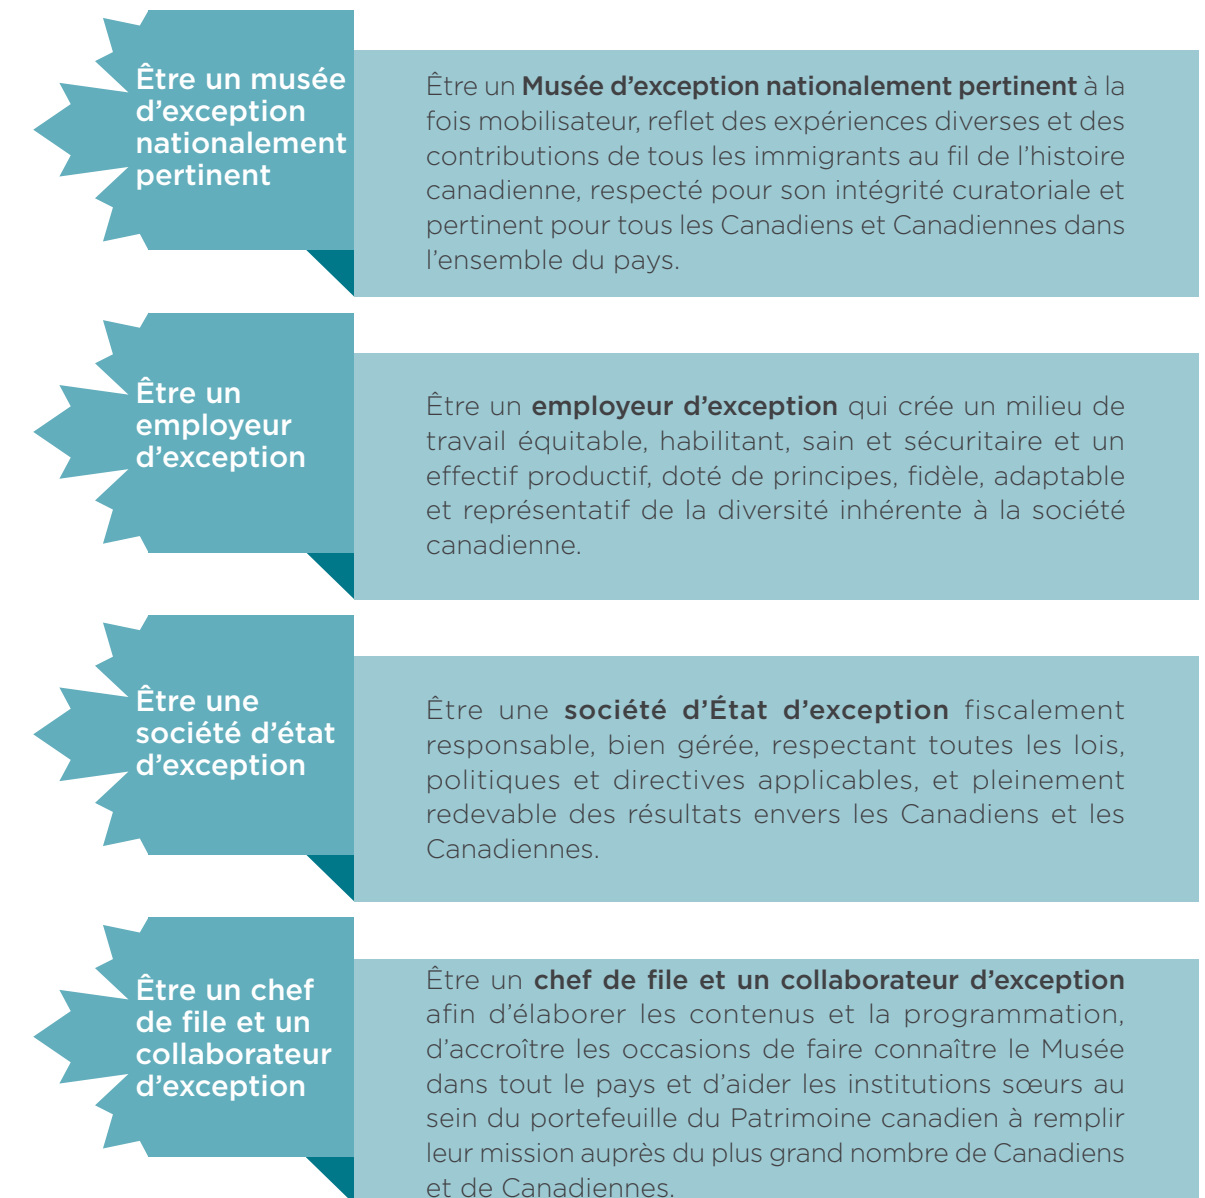 Être un musée
d’exception
nationalement
pertinent
Être un Musée d’exception nationalement pertinent à la
fois mobilisateur, reflet des expériences diverses et des
contributions de tous les immigrants au fil de l’histoire
canadienne, respecté pour son intégrité curatoriale et
pertinent pour tous les Canadiens et Canadiennes dans
l’ensemble du pays.
Être un
employeur
d’exception
Être un employeur d’exception qui crée un milieu de
travail équitable, habilitant, sain et sécuritaire et un
effectif productif, doté de principes, fidèle, adaptable
et représentatif de la diversité inhérente à la société
canadienne.
Être une
société d’état
d’exception
Être une société d’État d’exception fiscalement
responsable, bien gérée, respectant toutes les lois,
politiques et directives applicables, et pleinement
redevable des résultats envers les Canadiens et les
Canadiennes.
Être un chef
de file et un
collaborateur
d’exception
Être un chef de file et un collaborateur d’exception
afin d’élaborer les contenus et la programmation,
d’accroître les occasions de faire connaître le Musée
dans tout le pays et d’aider les institutions sœurs au
sein du portefeuille du Patrimoine canadien à remplir
leur mission auprès du plus grand nombre de Canadiens
et de Canadiennes.